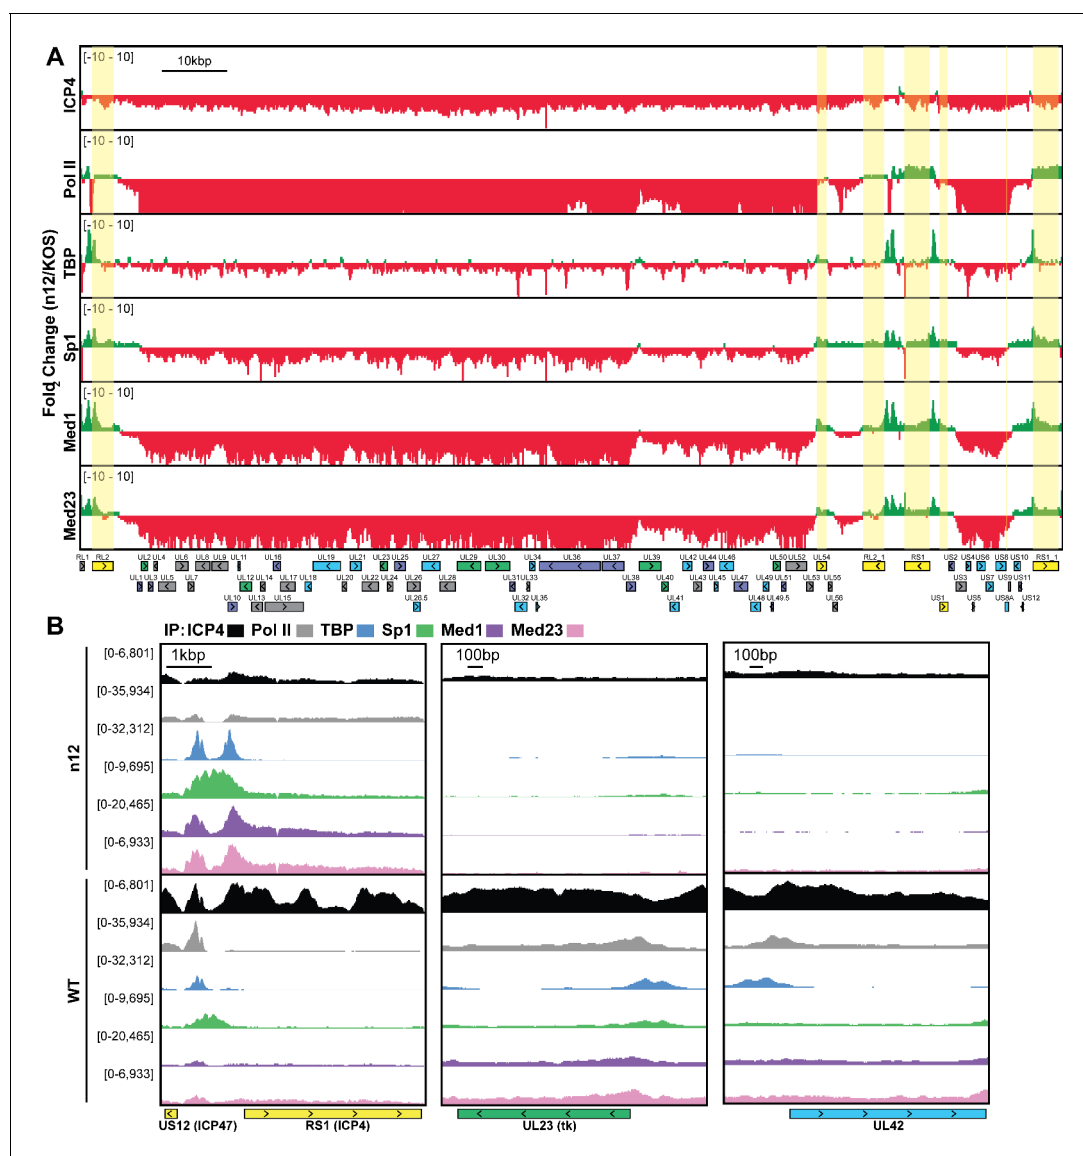 A
[-10 - 10]
10kbp
ICP4
[-10 - 10]
Pol II
[-10 - 10]
TBP
[-10 - 10]
Sp1
[-10 - 10]
Med1
[-10 - 10]
Med23
Fold2 Change (n12/KOS)
RL1 RL2 UL2 UL4 UL6 UL8 UL9 UL11 UL16 UL19 UL21 UL23 UL25 UL27 UL29 UL30 UL34 UL36 UL37 UL39 UL42 UL44 UL46 UL50 UL52 UL54 RL2_1 RS1 US2 US4 US6 US8 US10 RS1_1
UL1 UL3 UL5 UL7 UL12 UL14 UL17 UL18 UL20 UL22 UL24 UL26 UL28 UL31 UL33 UL38 UL40 UL43 UL45 UL47 UL49 UL51 UL53 UL55 US3 US7 US9 US11
UL10 UL13 UL15 UL26.5 UL32 UL35 UL41 UL48 UL49.5 UL56 US1 US5 US8A US12
B
IP: ICP4 Pol II TBP Sp1 Med1 Med23
1kbp
100bp
100bp
n12
[0-6,801]
[0-35,934]
[0-32,312]
[0-9,695]
[0-20,465]
[0-6,933]
WT
[0-6,801]
[0-35,934]
[0-32,312]
[0-9,695]
[0-20,465]
[0-6,933]
US12 (ICP47)
RS1 (ICP4)
UL23 (tk)
UL42